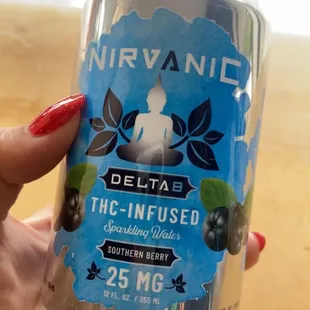 NIRVANIC
DELTA8
THC-INFUSED
Sparkling Water
SOUTHERN BERRY
25 MG
12 FL. OZ. / 355 ML